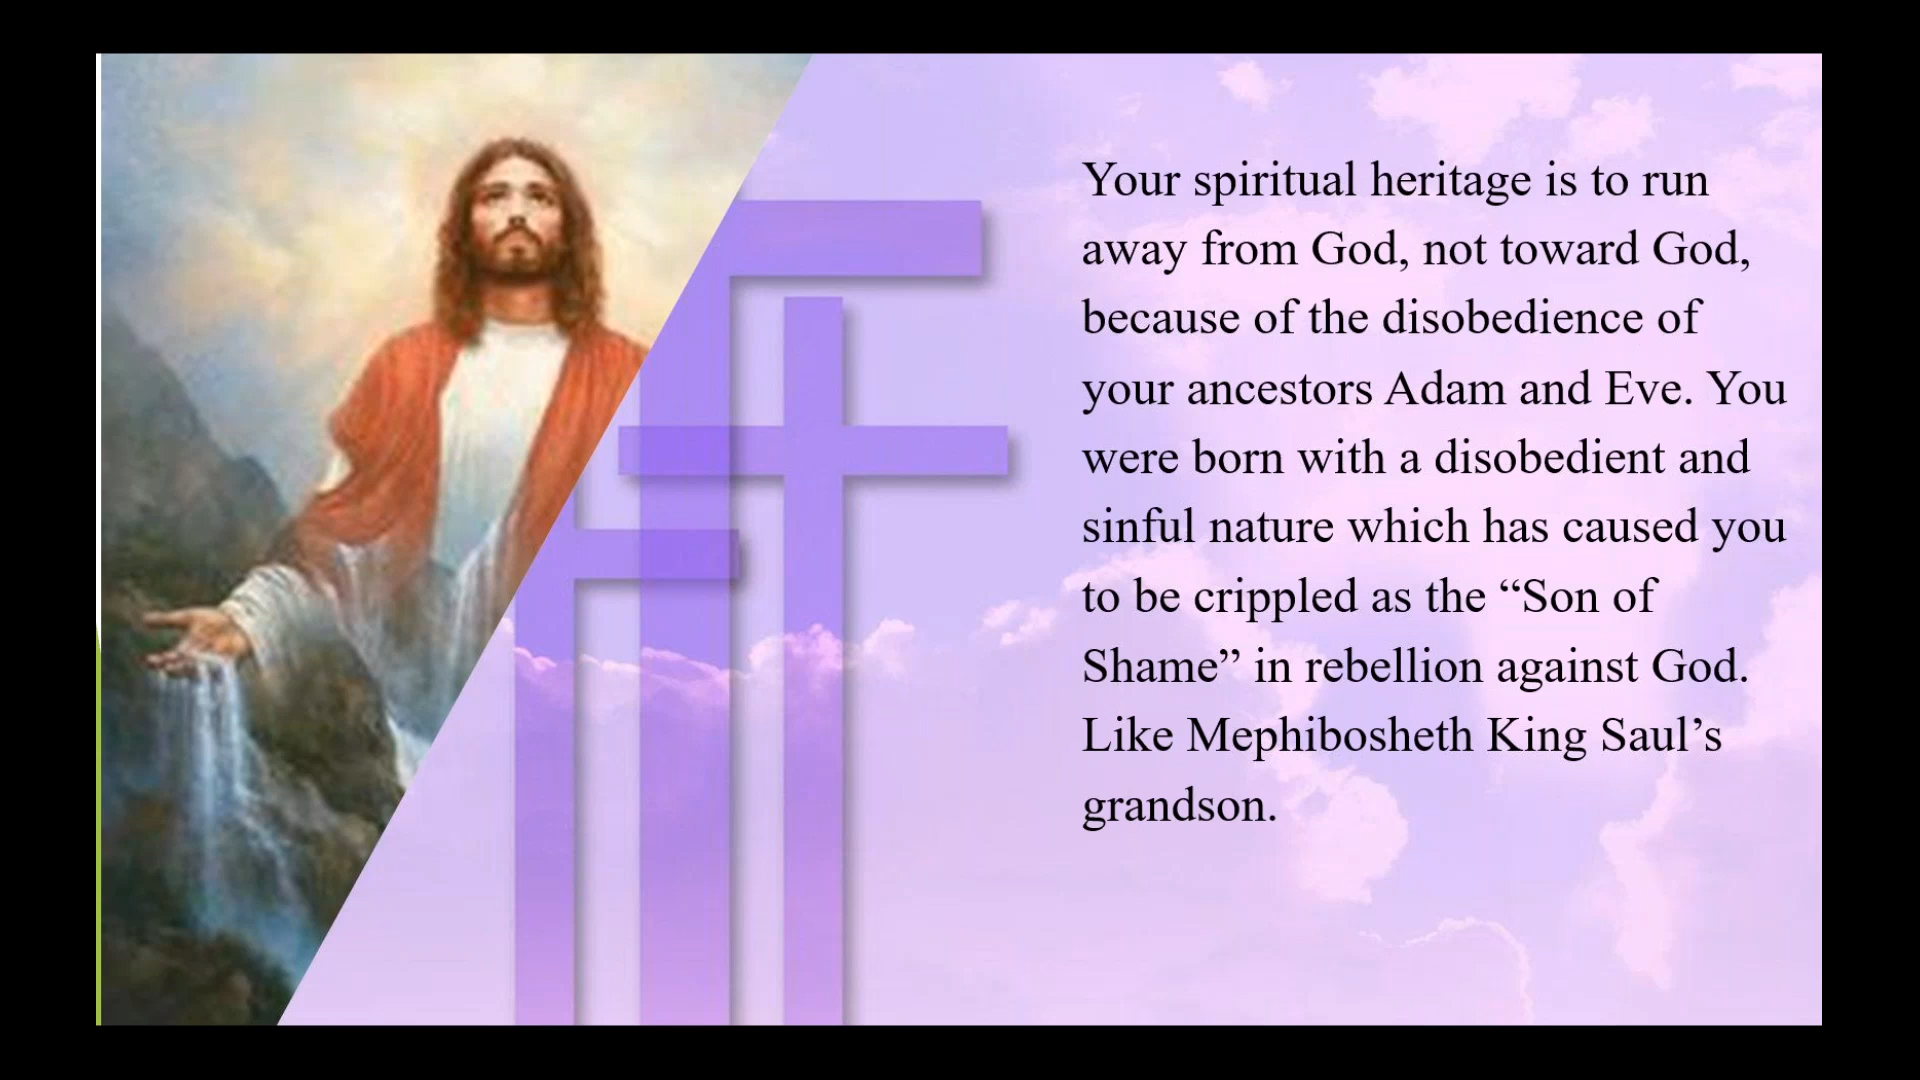 Your spiritual heritage is to run
away from God, not toward God,
because of the disobedience of
your ancestors Adam and Eve. You
were born with a disobedient and
sinful nature which has caused you
to be crippled as the “Son of
Shame” in rebellion against God.
Like Mephibosheth King Saul’s
grandson.